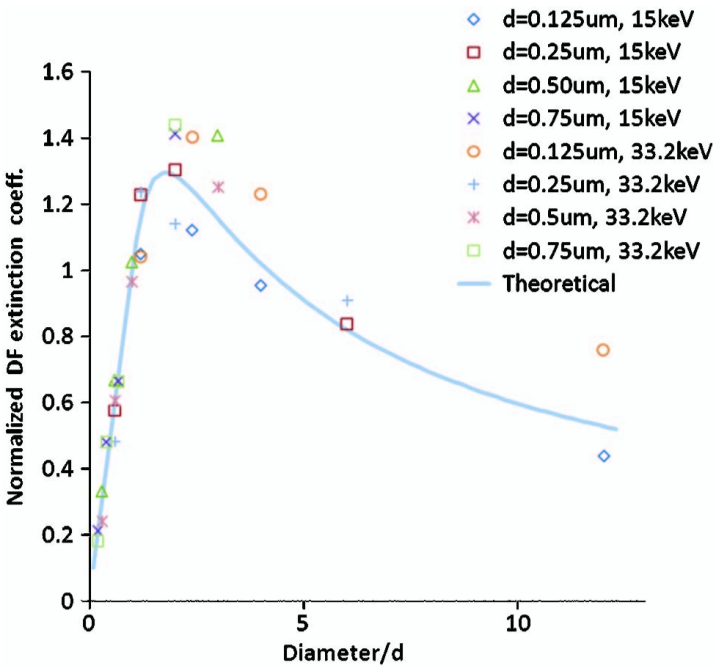 d=0.125um, 15keV
d=0.25um, 15keV
d=0.50um, 15keV
d=0.75um, 15keV
d=0.125um, 33.2keV
d=0.25um, 33.2keV
d=0.5um, 33.2keV
d=0.75um, 33.2keV
Theoretical
Normalized DF extinction coeff.
1.6
1.4
1.2
1
0.8
0.6
0.4
0.2
0
0
5
10
Diameter/d